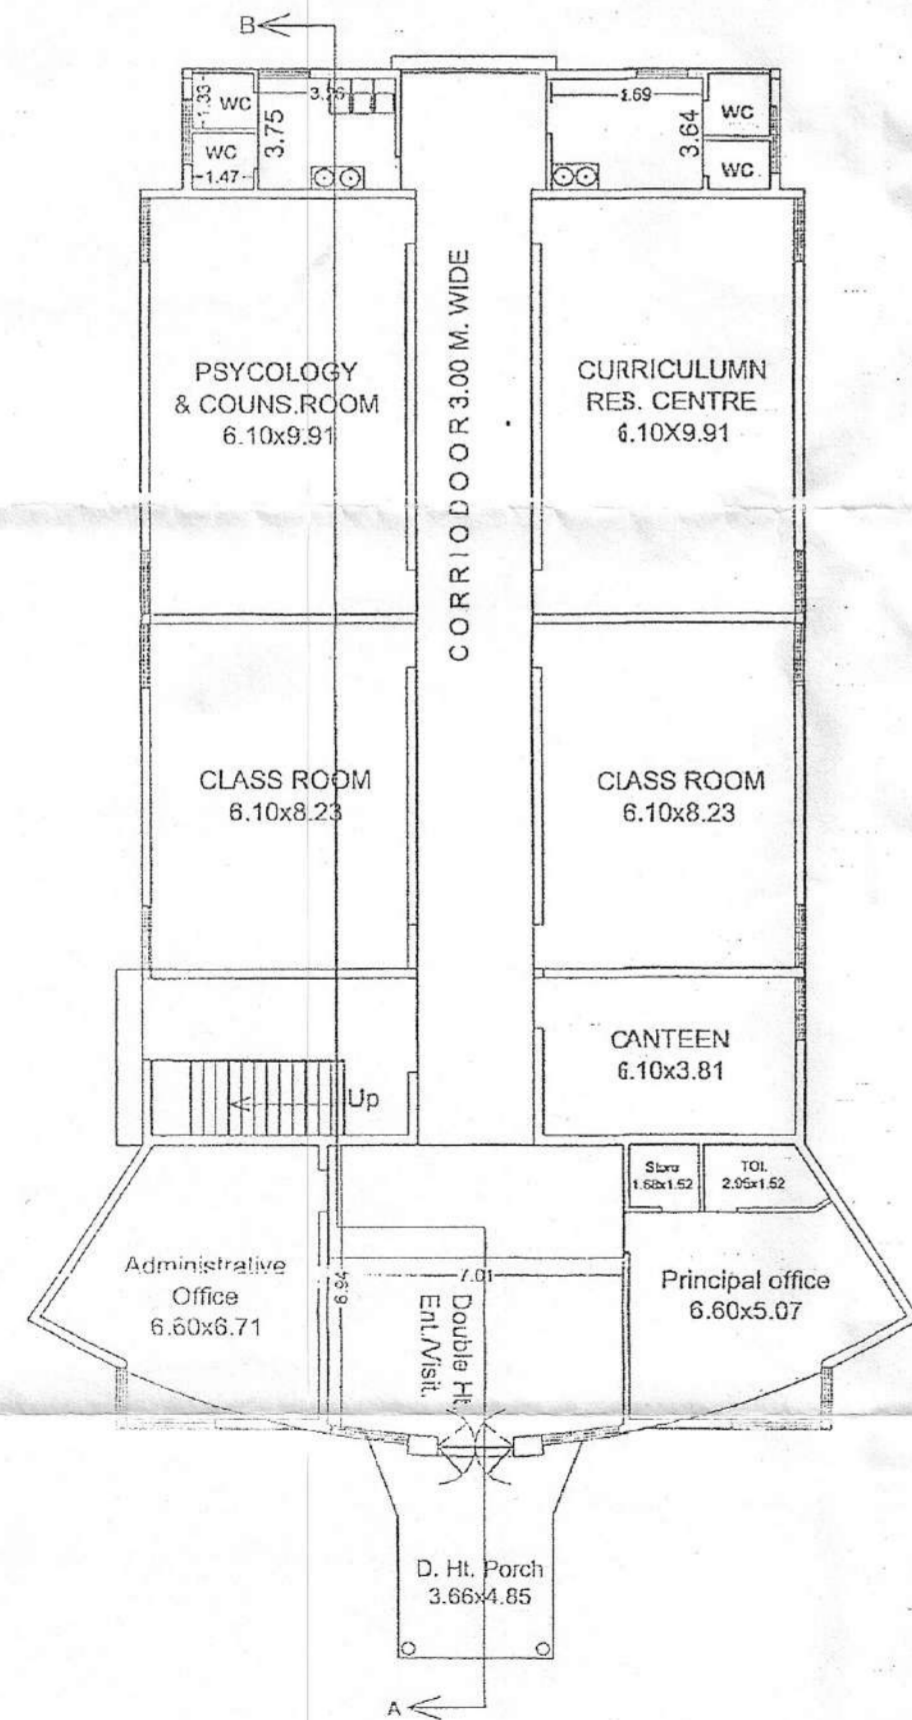 B
WC
1.33
3.26
3.75
WC
1.47
1.69
3.64
WC
WC
CORRIODOOR 3.00 M. WIDE
PSYCOLOGY
& COUNS.ROOM
6.10x9.91
CURRICULUMN
RES. CENTRE
6.10X9.91
CLASS ROOM
6.10x8.23
CLASS ROOM
6.10x8.23
Up
CANTEEN
6.10x3.81
Store
1.68x1.52
TOI.
2.95x1.52
Administrative
Office
6.60x6.71
6.94
7.01
Double Ht
Ent./Visit.
Principal office
6.60x5.07
D. Ht. Porch
3.66x4.85
A